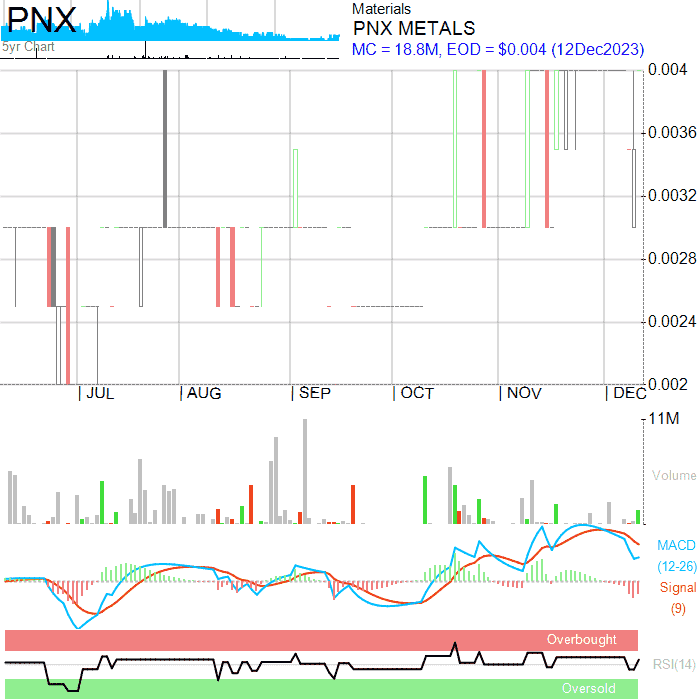 PNX
5yr Chart
Materials
PNX METALS
MC = 18.8M, EOD = $0.004 (12Dec2023)
0.004
0.0036
0.0032
0.0028
0.0024
0.002
| JUL | AUG | SEP | OCT | NOV | DEC
11M
Volume
MACD
(12-26)
Signal
(9)
Overbought
RSI(14)
Oversold